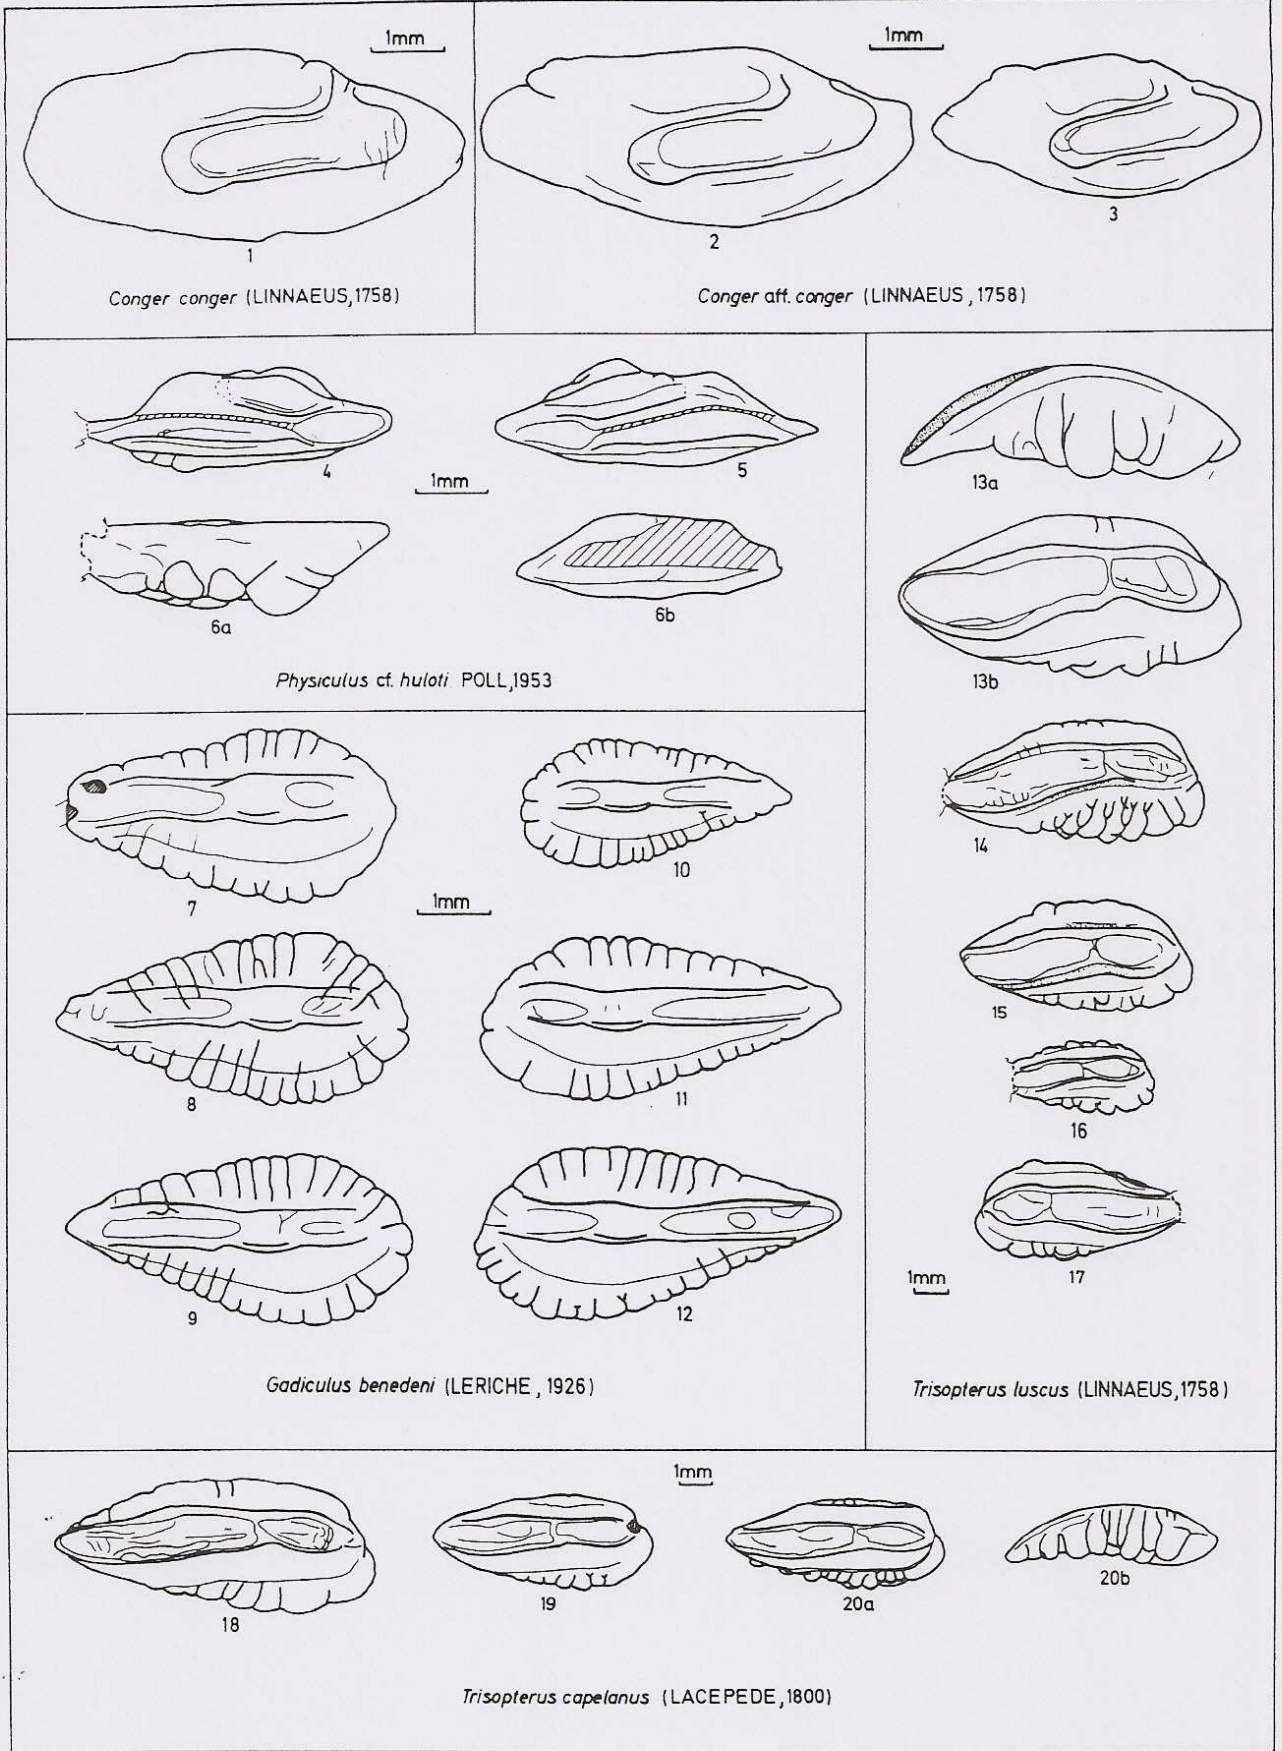 1mm
1
Conger conger (LINNAEUS,1758)
1mm
2
3
Conger aff. conger (LINNAEUS, 1758)
4
5
1mm
6a
6b
Physiculus cf. huloti POLL,1953
7
10
1mm
8
11
9
12
Gadiculus benedeni (LERICHE, 1926)
13a
13b
14
15
16
17
1mm
Trisopterus luscus (LINNAEUS,1758)
1mm
18
19
20a
20b
Trisopterus capelanus (LACEPEDE,1800)